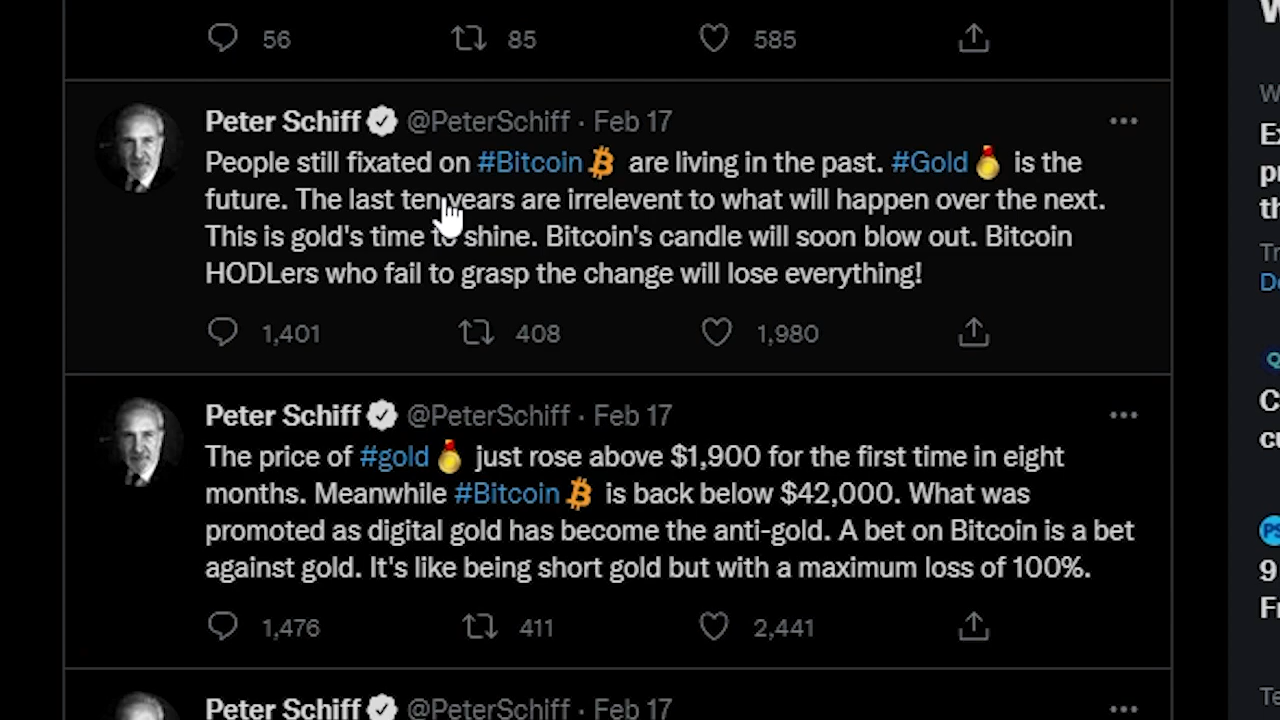 56 85 585
Peter Schiff @PeterSchiff · Feb 17
People still fixated on #Bitcoin are living in the past. #Gold is the
future. The last ten years are irrelevent to what will happen over the next.
This is gold's time to shine. Bitcoin's candle will soon blow out. Bitcoin
HODLers who fail to grasp the change will lose everything!
1,401 408 1,980
Peter Schiff @PeterSchiff · Feb 17
The price of #gold just rose above $1,900 for the first time in eight
months. Meanwhile #Bitcoin is back below $42,000. What was
promoted as digital gold has become the anti-gold. A bet on Bitcoin is a bet
against gold. It's like being short gold but with a maximum loss of 100%.
1,476 411 2,441
Peter Schiff @PeterSchiff · Feb 17